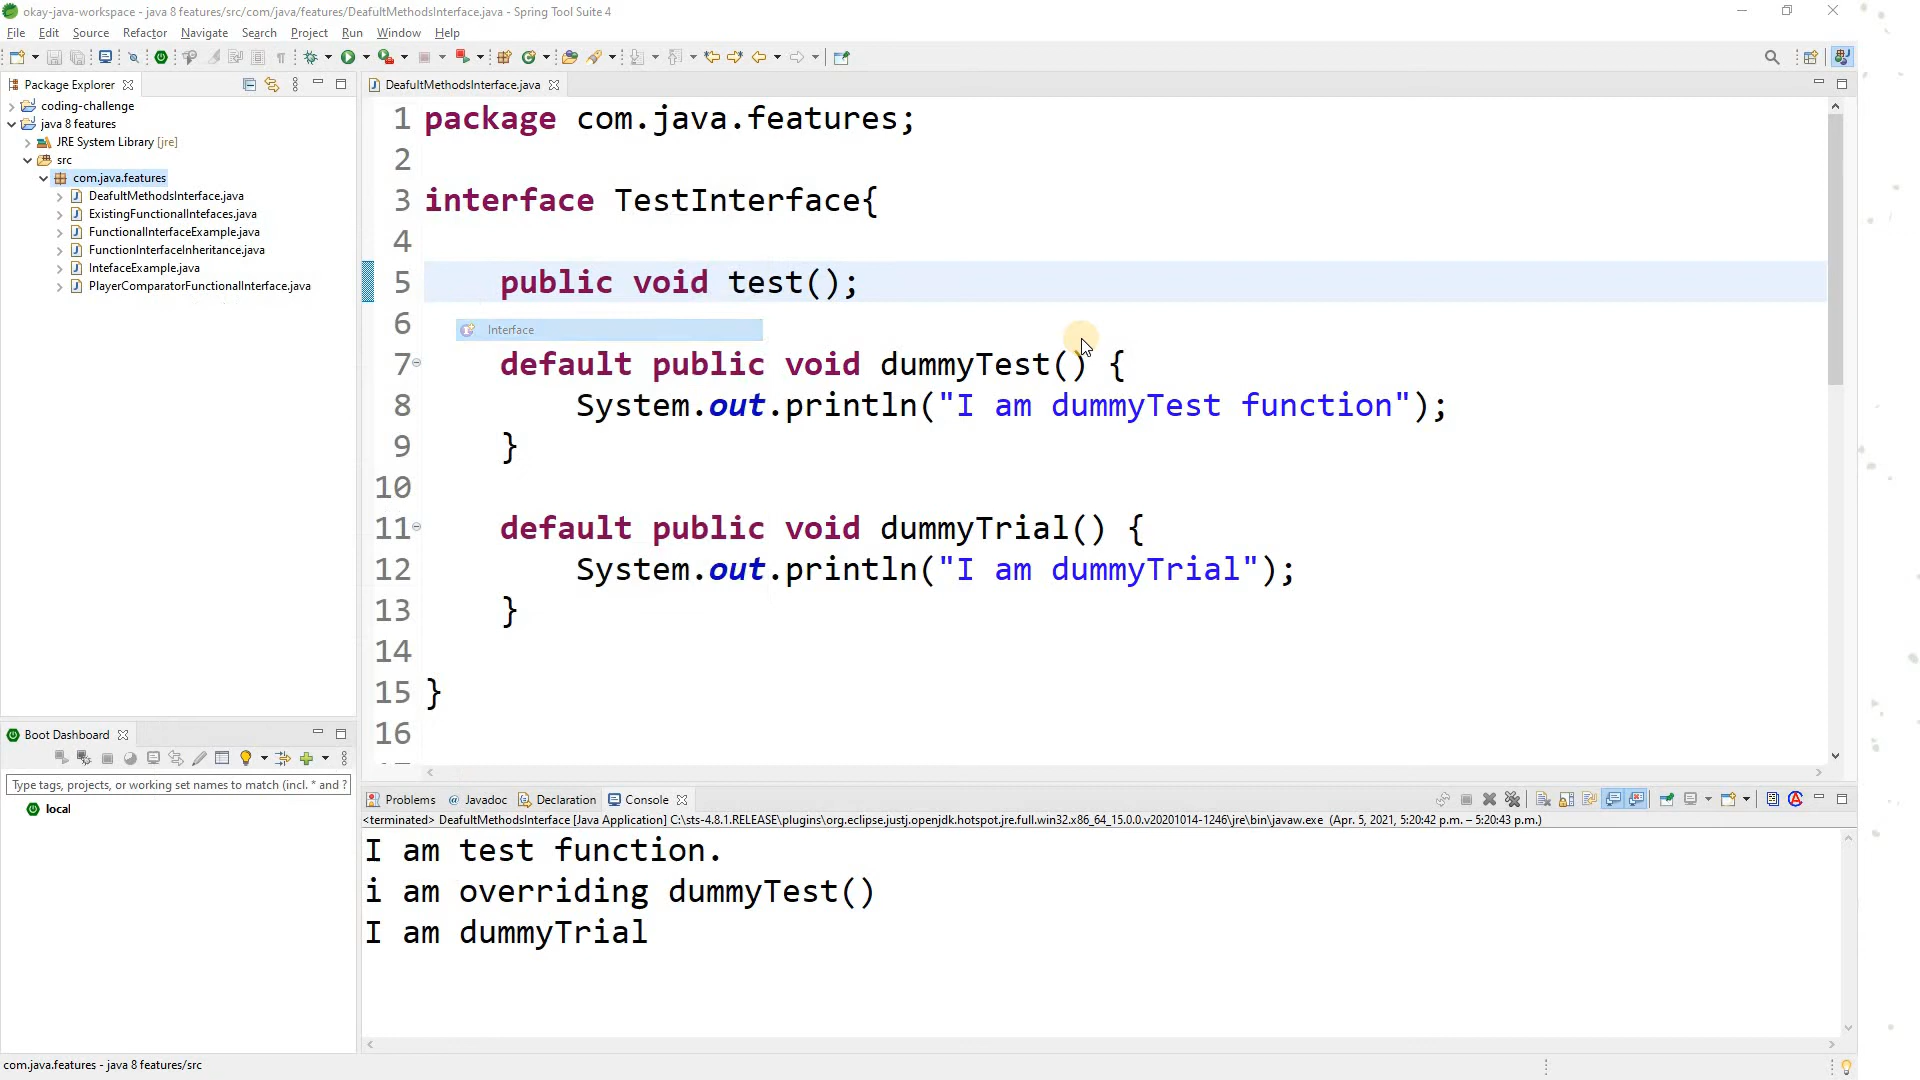 okay-java-workspace - java 8 features/src/com/java/features/DeafultMethodsInterface.java - Spring Tool Suite 4
File Edit Source Refactor Navigate Search Project Run Window Help
Package Explorer
coding-challenge
java 8 features
JRE System Library [jre]
src
com.java.features
DeafultMethodsInterface.java
ExistingFunctionalIntefaces.java
FunctionalInterfaceExample.java
FunctionInterfaceInheritance.java
IntefaceExample.java
PlayerComparatorFunctionalInterface.java
DeafultMethodsInterface.java
1 package com.java.features;
2
3 interface TestInterface{
4
5 public void test();
6
Interface
7 default public void dummyTest() {
8 System.out.println("I am dummyTest function");
9 }
10
11 default public void dummyTrial() {
12 System.out.println("I am dummyTrial");
13 }
14
15 }
16
Boot Dashboard
Type tags, projects, or working set names to match (incl. * and ?
local
Problems @ Javadoc Declaration Console
<terminated> DeafultMethodsInterface [Java Application] C:\sts-4.8.1.RELEASE\plugins\org.eclipse.justj.openjdk.hotspot.jre.full.win32.x86_64_15.0.0.v20201014-1246\jre\bin\javaw.exe (Apr. 5, 2021, 5:20:42 p.m. – 5:20:43 p.m.)
I am test function.
i am overriding dummyTest()
I am dummyTrial
com.java.features - java 8 features/src